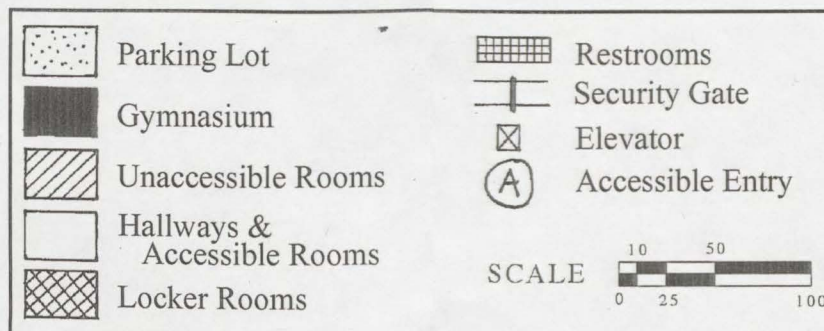 Parking Lot
Gymnasium
Unaccessible Rooms
Hallways &
Accessible Rooms
Locker Rooms
Restrooms
Security Gate
Elevator
A Accessible Entry
SCALE
10 50
0 25 100